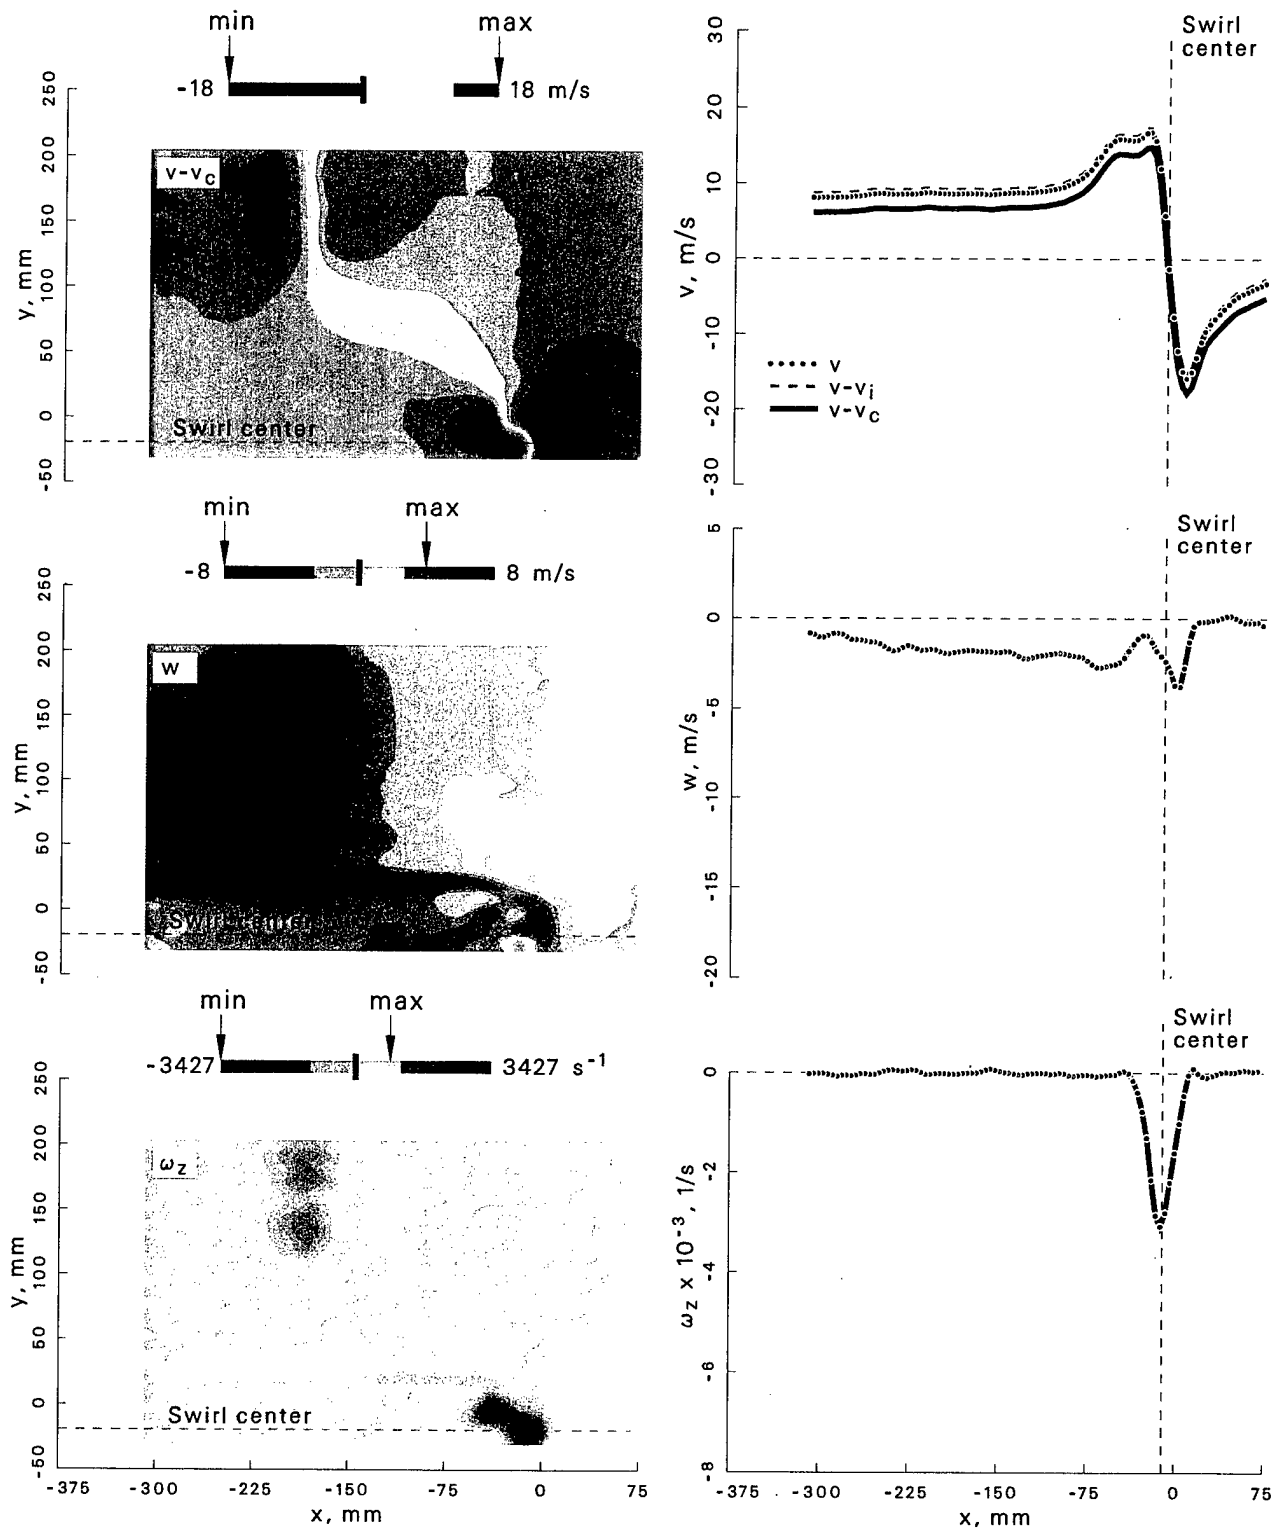 min
max
-18
18 m/s
v-vc
Swirl center
y, mm
250
200
150
100
50
0
-50
Swirl
center
v, m/s
30
20
10
0
-10
-20
-30
v
v-vi
v-vc
min
max
-8
8 m/s
w
Swirl center
y, mm
250
200
150
100
50
0
-50
Swirl
center
w, m/s
5
0
-5
-10
-15
-20
min
max
-3427
3427 s-1
ωz
Swirl center
y, mm
250
200
150
100
50
0
-50
-375 -300 -225 -150 -75 0 75
x, mm
Swirl
center
ωz x 10-3, 1/s
0
-2
-4
-6
-8
-375 -300 -225 -150 -75 0 75
x, mm